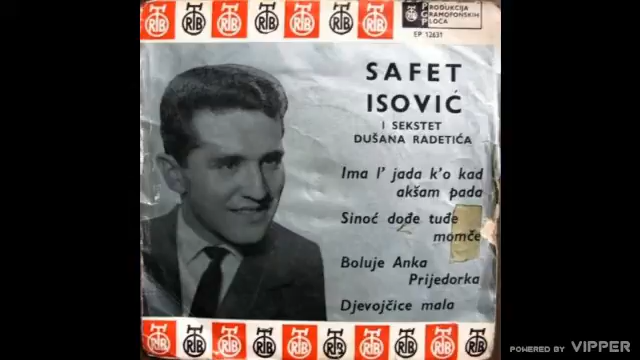 PRODUKCIJA
GRAMOFONSKIH
PLOČA
EP 12631
SAFET
ISOVIĆ
I SEKSTET
DUŠANA RADETIĆA
Ima l' jada k'o kad
akšam pada
Sinoć dođe tuđe
momče
Boluje Anka
Prijedorka
Djevojčice mala
POWERED BY VIPPER